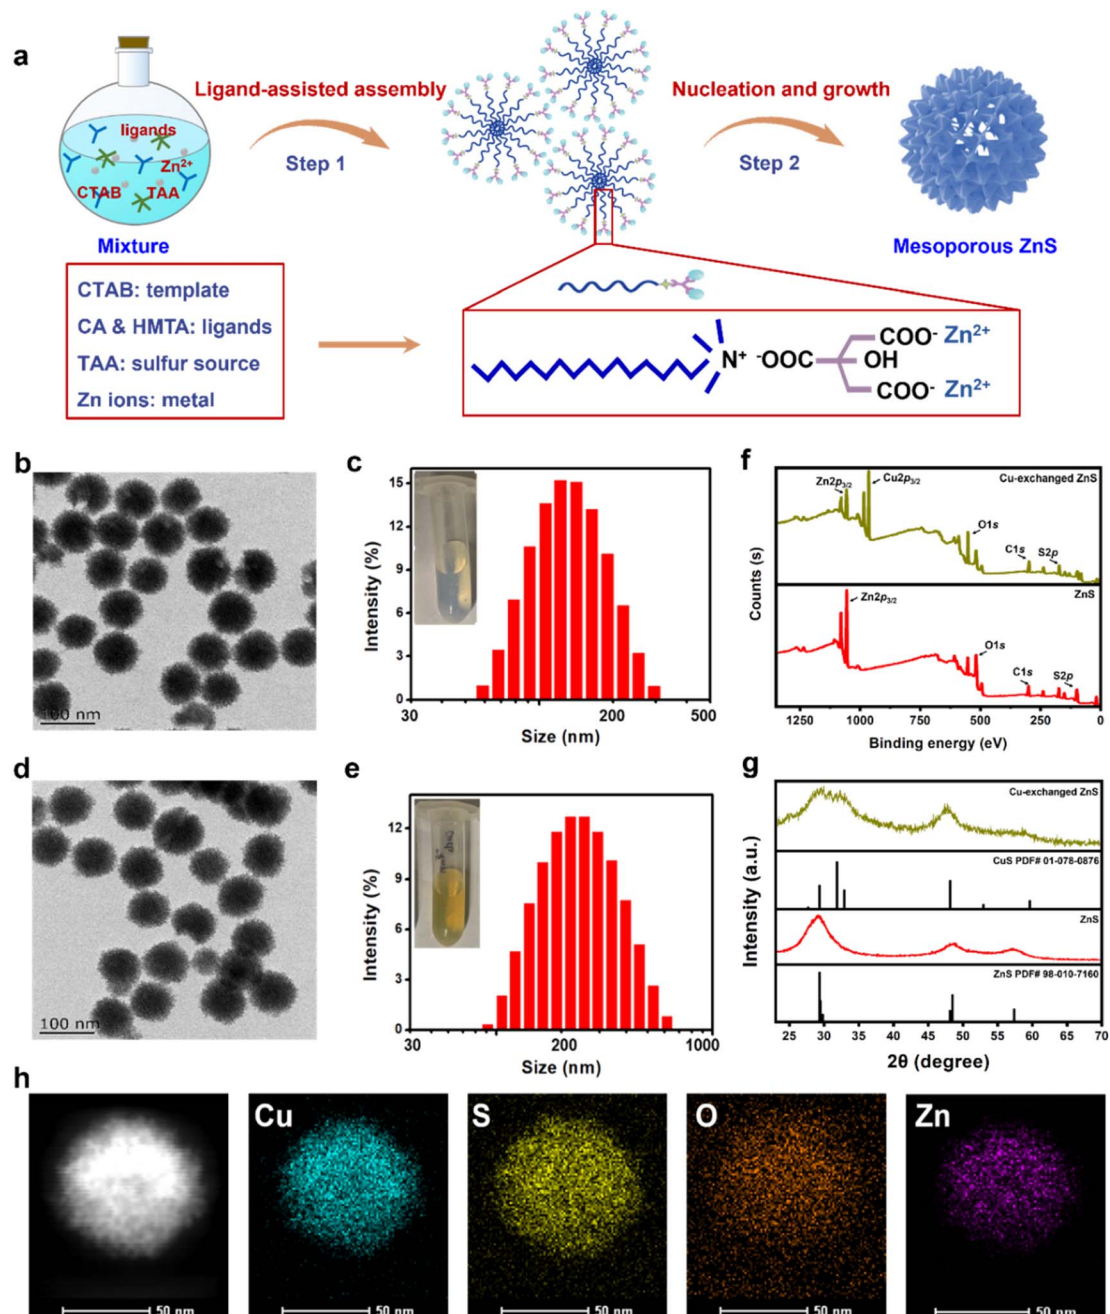 a
Ligand-assisted assembly
Step 1
Nucleation and growth
Step 2
ligands
Zn2+
CTAB
TAA
Mixture
Mesoporous ZnS
CTAB: template
CA & HMTA: ligands
TAA: sulfur source
Zn ions: metal
N+ -OOC
COO- Zn2+
OH
COO- Zn2+
b
100 nm
c
Intensity (%)
15
12
9
6
3
0
30
200
500
Size (nm)
d
100 nm
e
Intensity (%)
12
9
6
3
0
30
200
1000
Size (nm)
f
Counts (s)
Cu-exchanged ZnS
Zn2p3/2
Cu2p3/2
O1s
C1s
S2p
ZnS
Zn2p3/2
O1s
C1s
S2p
1250 1000 750 500 250 0
Binding energy (eV)
g
Intensity (a.u.)
Cu-exchanged ZnS
CuS PDF# 01-078-0876
ZnS
ZnS PDF# 98-010-7160
25 30 35 40 45 50 55 60 65 70
2θ (degree)
h
Cu
S
O
Zn
50 nm
50 nm
50 nm
50 nm
50 nm